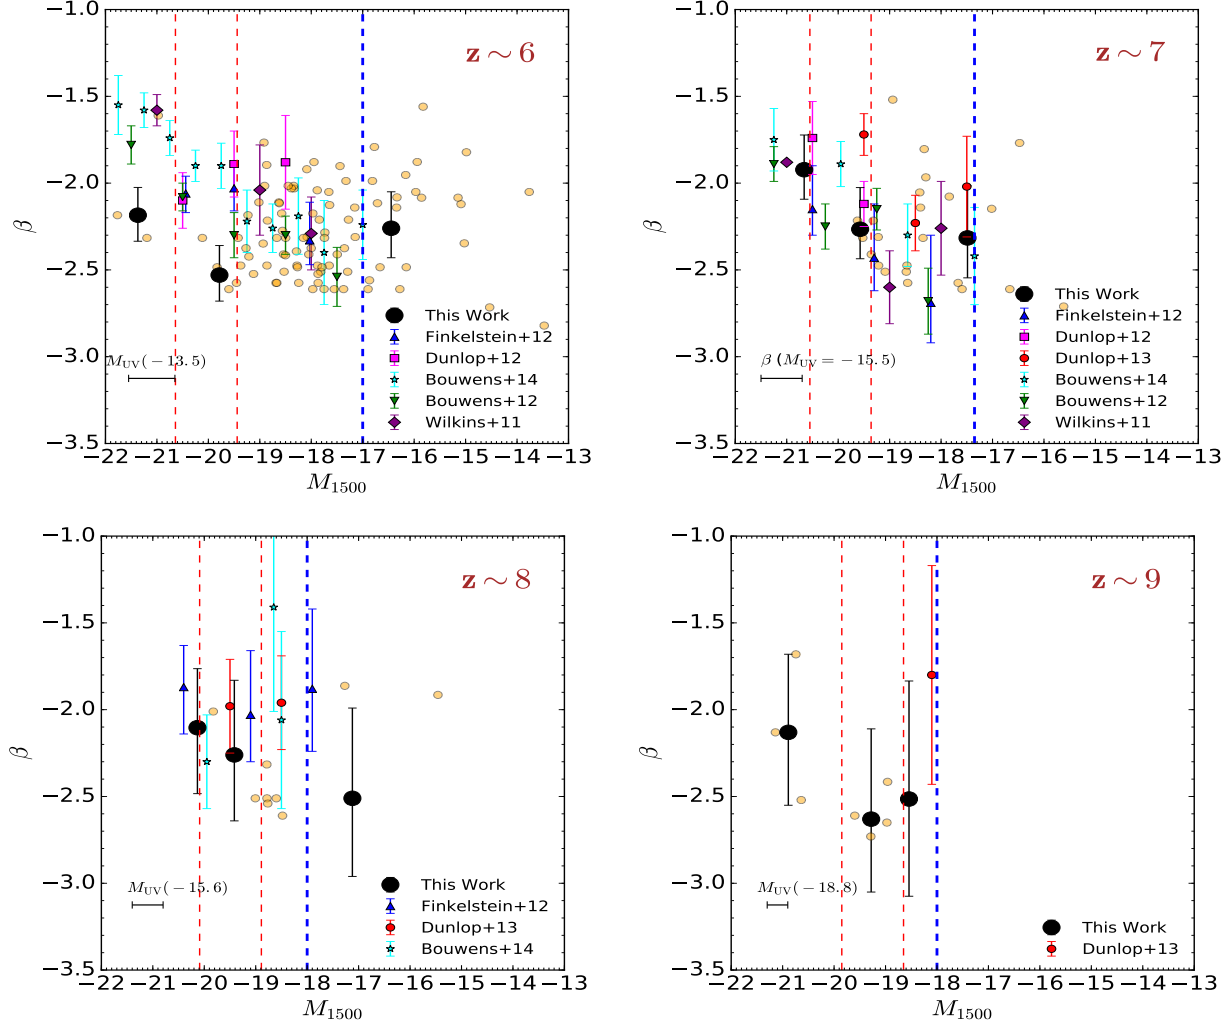 z ∼ 6
−1.0
−1.5
−2.0
−2.5
−3.0
−3.5
β
M_UV(−13.5)
This Work
Finkelstein+12
Dunlop+12
Bouwens+14
Bouwens+12
Wilkins+11
−22 −21 −20 −19 −18 −17 −16 −15 −14 −13
M_1500
z ∼ 7
−1.0
−1.5
−2.0
−2.5
−3.0
−3.5
β
β (M_UV = −15.5)
This Work
Finkelstein+12
Dunlop+12
Dunlop+13
Bouwens+14
Bouwens+12
Wilkins+11
−22 −21 −20 −19 −18 −17 −16 −15 −14 −13
M_1500
z ∼ 8
−1.0
−1.5
−2.0
−2.5
−3.0
−3.5
β
M_UV(−15.6)
This Work
Finkelstein+12
Dunlop+13
Bouwens+14
−22 −21 −20 −19 −18 −17 −16 −15 −14 −13
M_1500
z ∼ 9
−1.0
−1.5
−2.0
−2.5
−3.0
−3.5
β
M_UV(−18.8)
This Work
Dunlop+13
−22 −21 −20 −19 −18 −17 −16 −15 −14 −13
M_1500